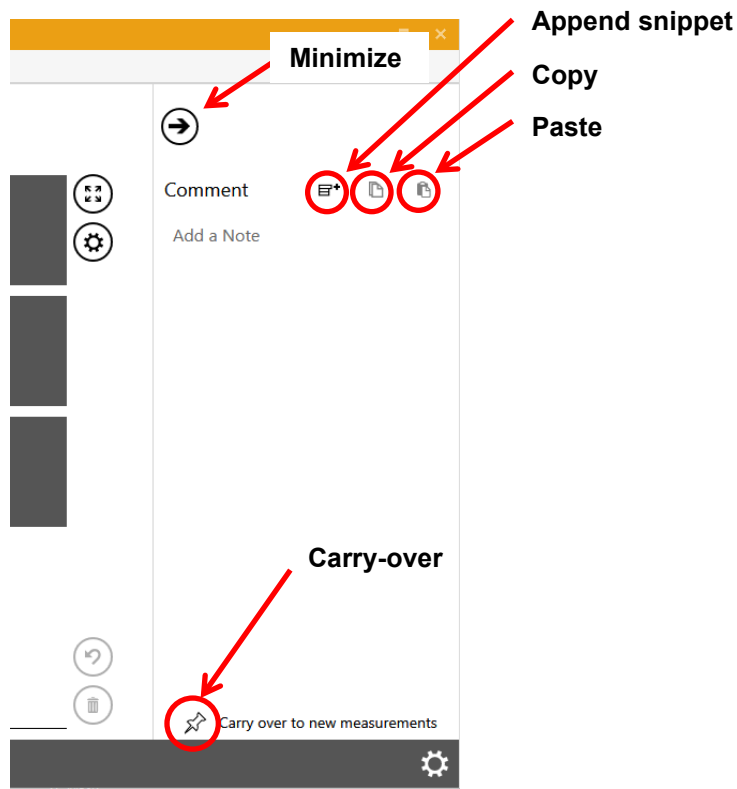 Append snippet
Minimize
Copy
Paste
Comment
Add a Note
Carry-over
Carry over to new measurements